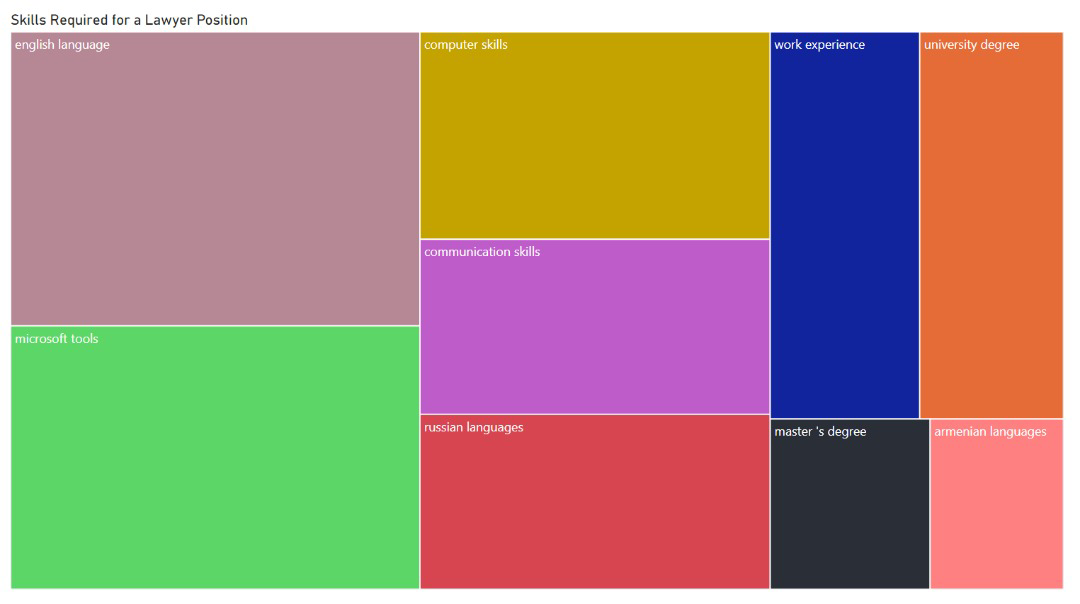 Skills Required for a Lawyer Position
english language
computer skills
work experience
university degree
communication skills
microsoft tools
russian languages
master 's degree
armenian languages